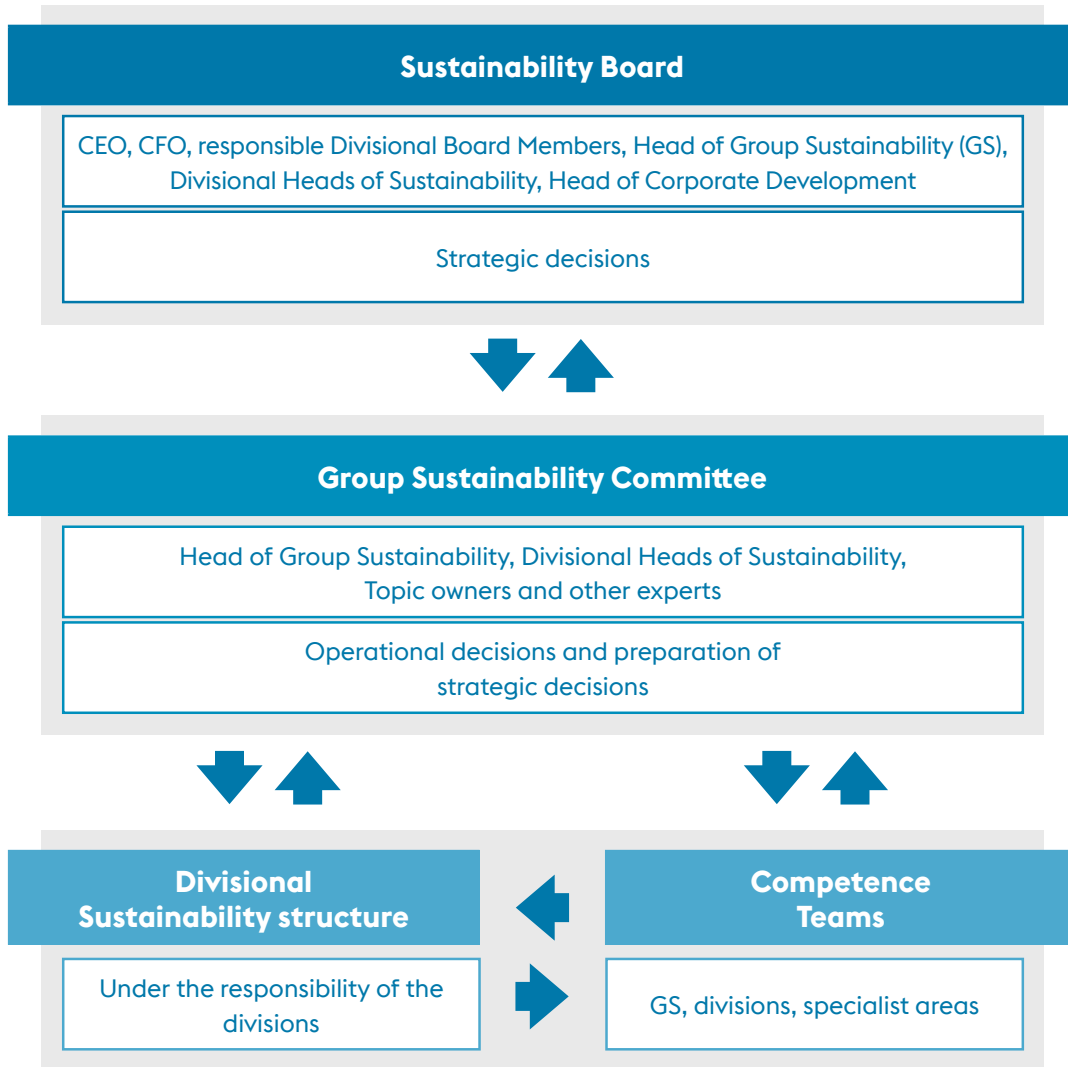 Sustainability Board
CEO, CFO, responsible Divisional Board Members, Head of Group Sustainability (GS),
Divisional Heads of Sustainability, Head of Corporate Development
Strategic decisions
Group Sustainability Committee
Head of Group Sustainability, Divisional Heads of Sustainability,
Topic owners and other experts
Operational decisions and preparation of
strategic decisions
Divisional
Sustainability structure
Under the responsibility of the
divisions
Competence
Teams
GS, divisions, specialist areas